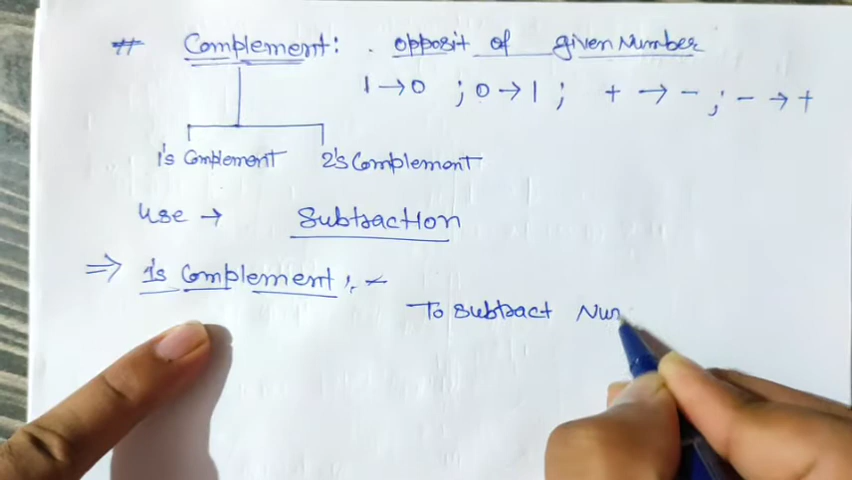 # Complement: . opposit of given Number
1 → 0 ; 0 → 1 ; + → - ; - → +
1's Complement 2's Complement
Use → Subtraction
⇒ 1's Complement :-
To Subtract Num